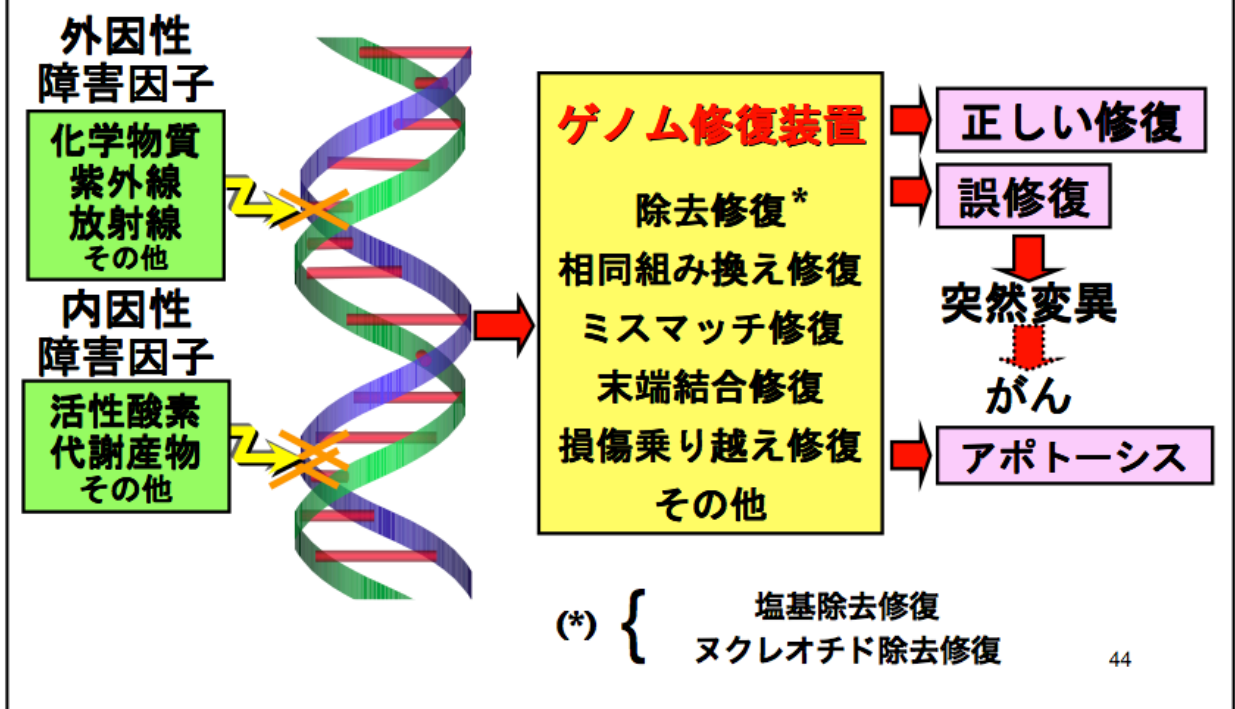 外因性
障害因子
化学物質
紫外線
放射線
その他
内因性
障害因子
活性酸素
代謝産物
その他
ゲノム修復装置
除去修復*
相同組み換え修復
ミスマッチ修復
末端結合修復
損傷乗り越え修復
その他
正しい修復
誤修復
突然変異
がん
アポトーシス
(*) {
塩基除去修復
ヌクレオチド除去修復
44